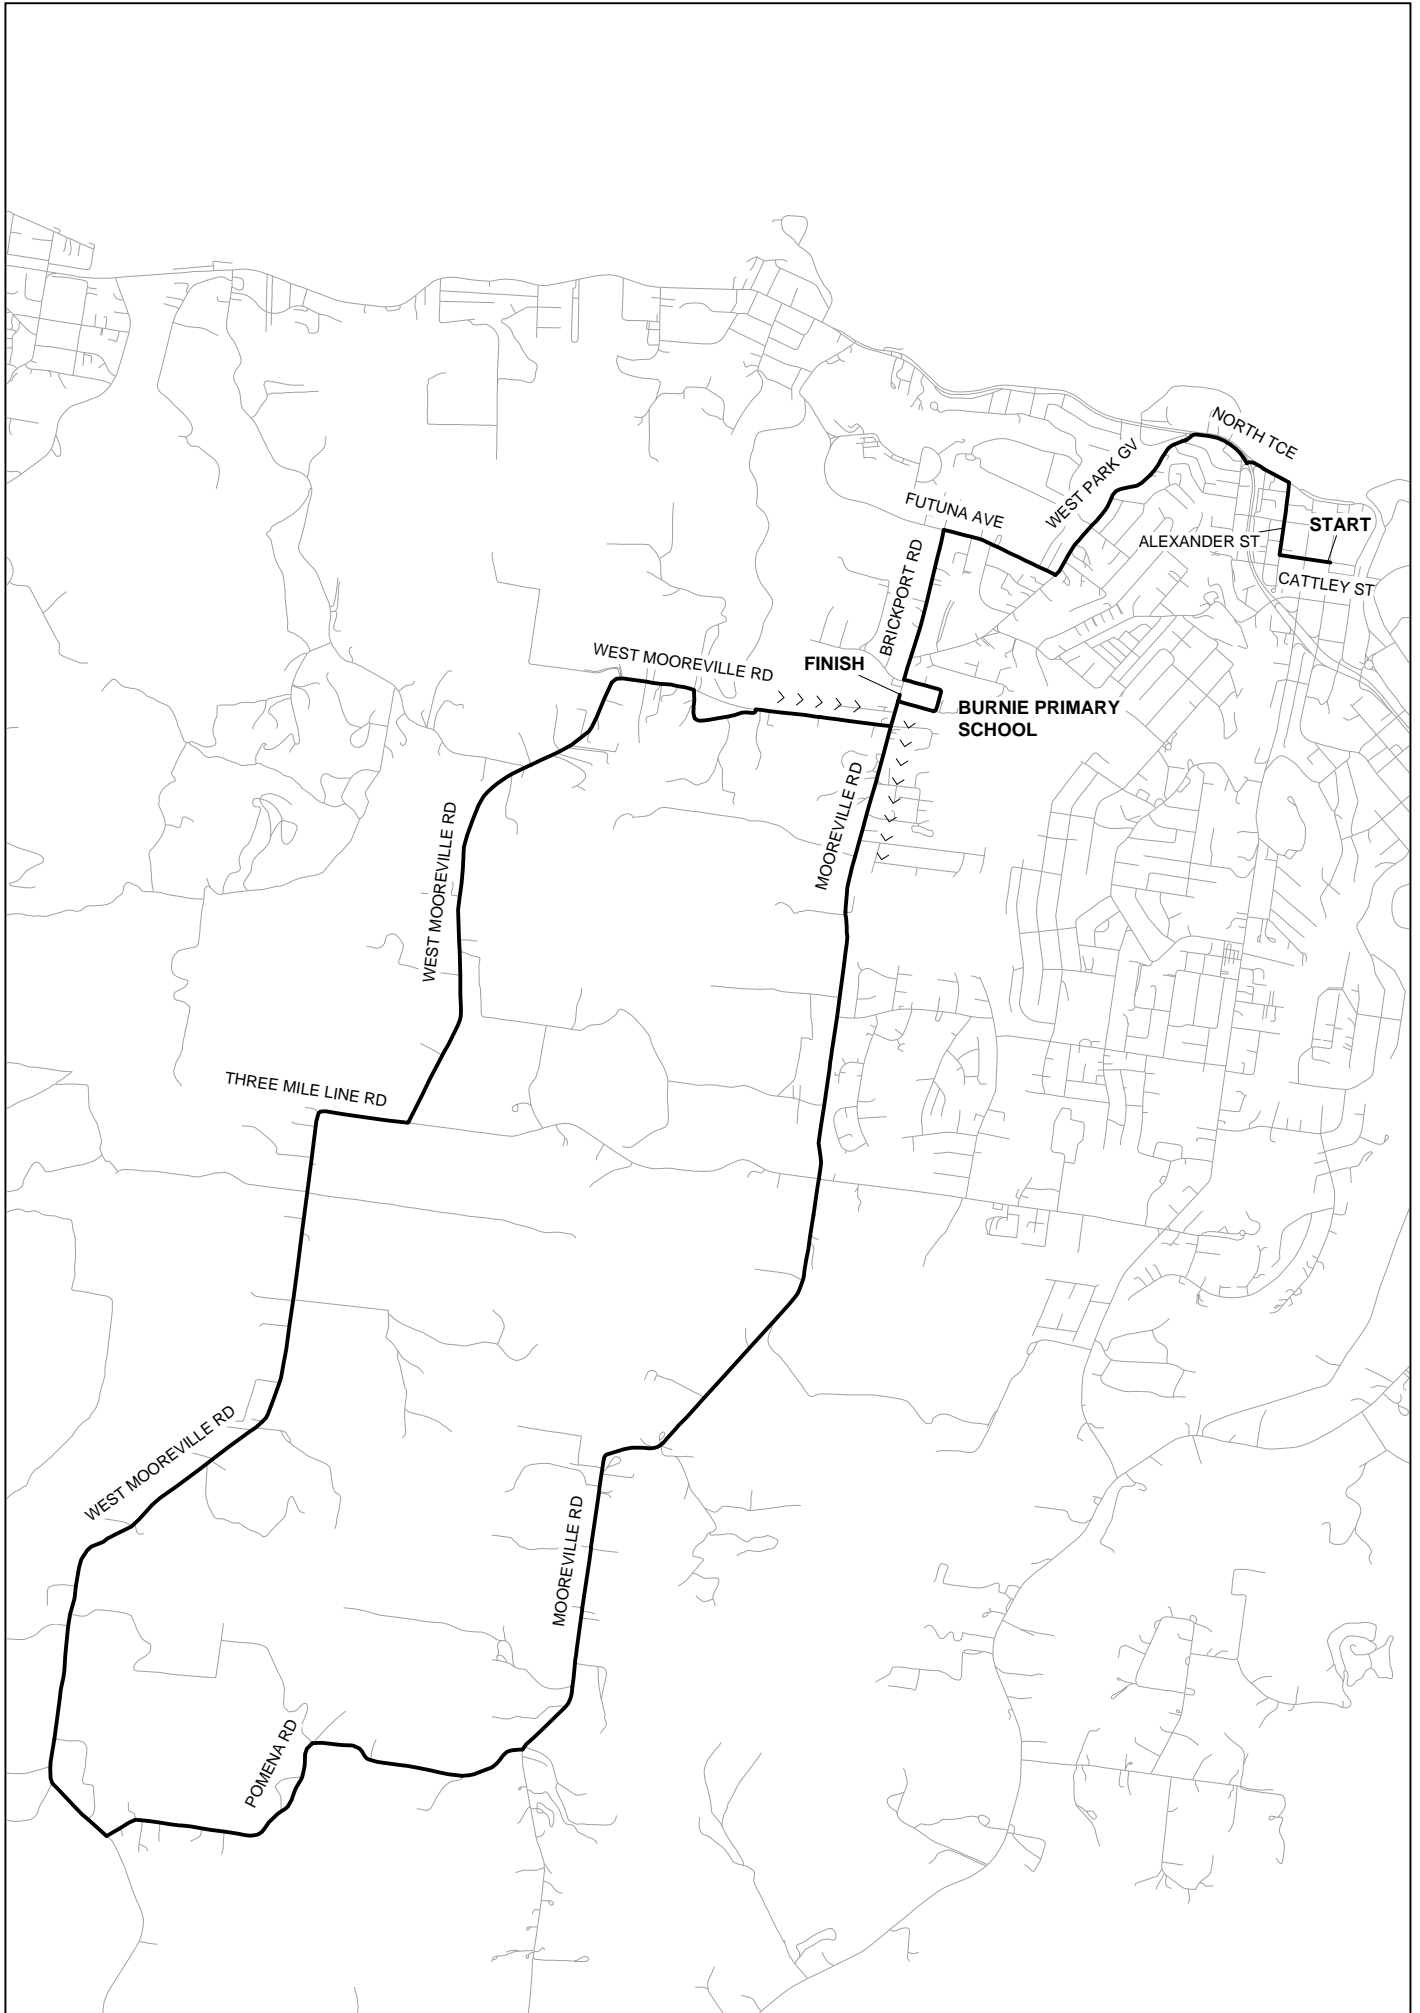 NORTH TCE
WEST PARK GV
FUTUNA AVE
START
ALEXANDER ST
CATTLEY ST
BRICKPORT RD
WEST MOOREVILLE RD
FINISH
BURNIE PRIMARY
SCHOOL
MOOREVILLE RD
WEST MOOREVILLE RD
THREE MILE LINE RD
WEST MOOREVILLE RD
MOOREVILLE RD
POMENA RD